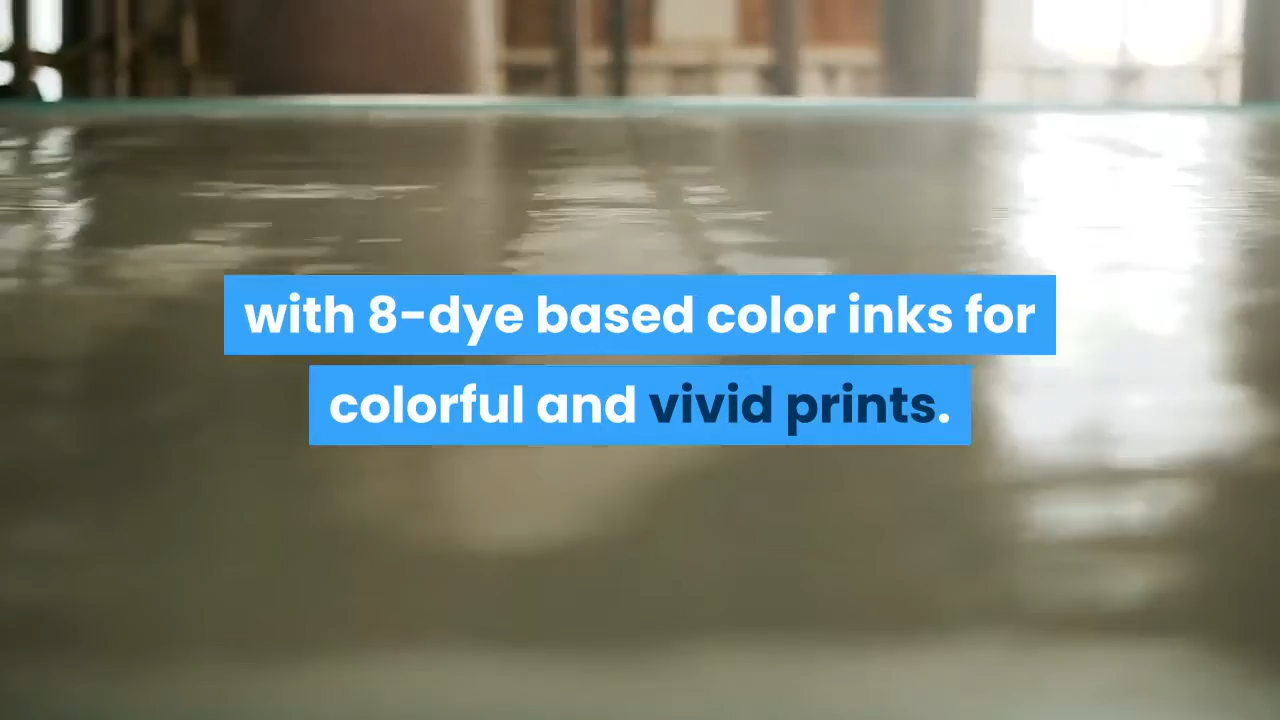 with 8-dye based color inks for
colorful and vivid prints.